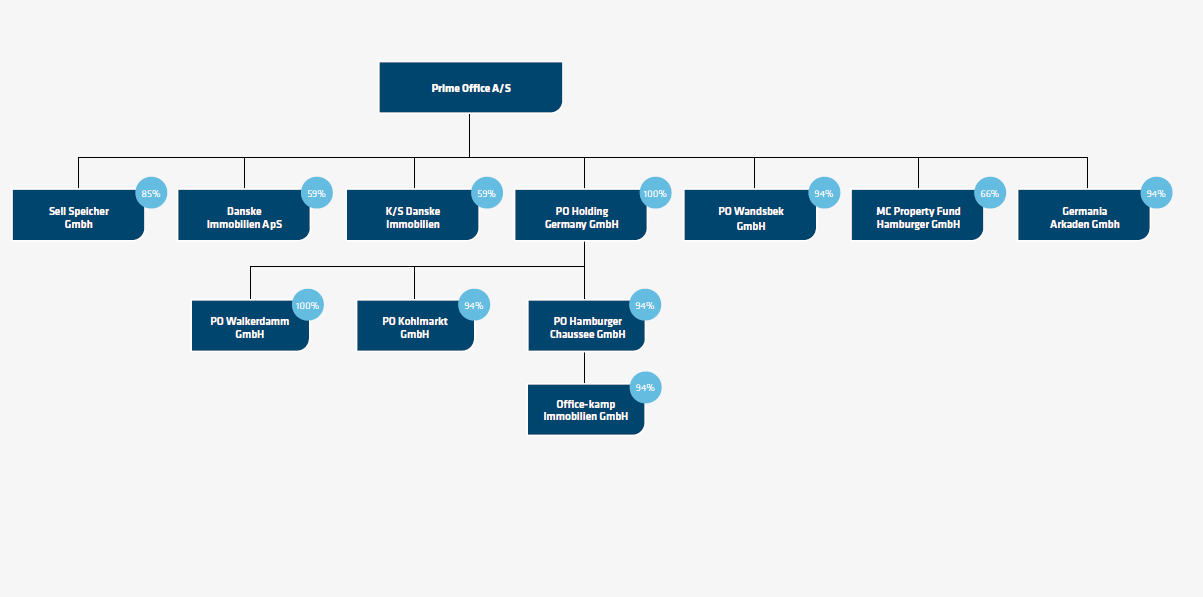 Prime Office A/S
85%
59%
59%
100%
94%
66%
94%
Sell Speicher
Gmbh
Danske
Immobilien ApS
K/S Danske
Immobilien
PO Holding
Germany GmbH
PO Wandsbek
GmbH
MC Property Fund
Hamburger GmbH
Germania
Arkaden Gmbh
100%
94%
94%
PO Walkerdamm
GmbH
PO Kohlmarkt
GmbH
PO Hamburger
Chaussee GmbH
94%
Office-kamp
Immobilien GmbH